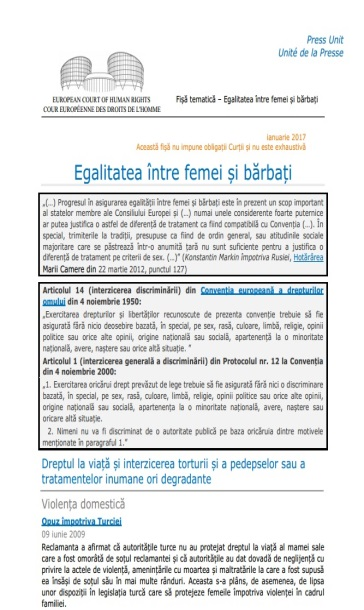 Press Unit
Unité de la Presse
EUROPEAN COURT OF HUMAN RIGHTS
COUR EUROPÉENNE DES DROITS DE L'HOMME
Fișă tematică – Egalitatea între femei și bărbați
ianuarie 2017
Această fișă nu impune obligații Curții și nu este exhaustivă
Egalitatea între femei și bărbați
„(...) Progresul în asigurarea egalității între femei și bărbați este în prezent un scop important
al statelor membre ale Consiliului Europei și (...) numai unele considerente foarte puternice
ar putea justifica o astfel de diferență de tratament ca fiind compatibilă cu Convenția (...). În
special, trimiterile la tradiții, presupuse ca fiind de ordin general, sau atitudinile sociale
majoritare care se păstrează într-o anumită țară nu sunt suficiente pentru a justifica o
diferență de tratament pe criterii de sex. (...)” (Konstantin Markin împotriva Rusiei, Hotărârea
Marii Camere din 22 martie 2012, punctul 127)
Articolul 14 (interzicerea discriminării) din Convenția europeană a drepturilor
omului din 4 noiembrie 1950:
„Exercitarea drepturilor și libertăților recunoscute de prezenta convenție trebuie să fie
asigurată fără nicio deosebire bazată, în special, pe sex, rasă, culoare, limbă, religie, opinii
politice sau orice alte opinii, origine națională sau socială, apartenența la o minoritate
națională, avere, naștere sau orice altă situație. ”
Articolul 1 (interzicerea generală a discriminării) din Protocolul nr. 12 la Convenția
din 4 noiembrie 2000:
„1. Exercitarea oricărui drept prevăzut de lege trebuie să fie asigurată fără nici o discriminare
bazată, în special, pe sex, rasă, culoare, limbă, religie, opinii politice sau orice alte opinii,
origine națională sau socială, apartenența la o minoritate națională, avere, naștere sau
oricare altă situație.
2. Nimeni nu va fi discriminat de o autoritate publică pe baza oricăruia dintre motivele
menționate în paragraful 1.”
Dreptul la viață și interzicerea torturii și a pedepselor sau a
tratamentelor inumane ori degradante
Violența domestică
Opuz împotriva Turciei
09 iunie 2009
Reclamanta a afirmat că autoritățile turce nu au protejat dreptul la viață al mamei sale
care a fost omorâtă de soțul reclamantei și că autoritățile au dat dovadă de neglijență cu
privire la actele de violență, amenințările cu moartea și maltratările la care a fost supusă
ea însăși de soțul său în mai multe rânduri. Aceasta s-a plâns, de asemenea, de lipsa
unor dispoziții în legislația turcă care să protejeze femeile împotriva violenței în cadrul
familiei.